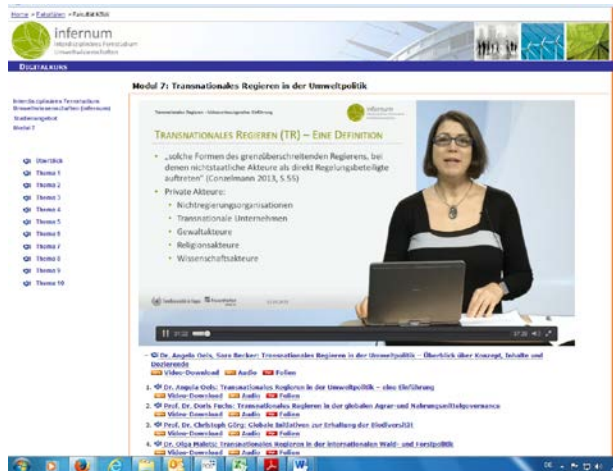 Home > Fakultäten > Fakultät KSW
infernum
Interdisziplinäres Fernstudium
Umweltwissenschaften
DIGITALKURS
Modul 7: Transnationales Regieren in der Umweltpolitik
Interdisziplinäres Fernstudium
Umweltwissenschaften (infernum)
Studienangebot
Modul 7
Überblick
Thema 1
Thema 2
Thema 3
Thema 4
Thema 5
Thema 6
Thema 7
Thema 8
Thema 9
Thema 10
infernum
TRANSNATIONALES REGIEREN (TR) – EINE DEFINITION
• „solche Formen des grenzüberschreitenden Regierens, bei
denen nichtstaatliche Akteure als direkt Regelungsbeteiligte
auftreten“ (Conzelmann 2013, S.55)
• Private Akteure:
• Nichtregierungsorganisationen
• Transnationale Unternehmen
• Gewaltakteure
• Religionsakteure
• Wissenschaftsakteure
– Dr. Angela Oels, Sara Becker: Transnationales Regieren in der Umweltpolitik – Überblick über Konzept, Inhalte und
Dozierende
Video-Download Audio Folien
1. Dr. Angela Oels: Transnationales Regieren in der Umweltpolitik – eine Einführung
Video-Download Audio Folien
2. Prof. Dr. Doris Fuchs: Transnationales Regieren in der globalen Agrar-und Nahrungsmittelgovernance
Video-Download Audio Folien
3. Prof. Dr. Christoph Görg: Globale Initiativen zur Erhaltung der Biodiversität
Video-Download Audio Folien
4. Dr. Olga Maletz: Transnationales Regieren in der internationalen Wald- und Forstpolitik
Video-Download Audio Folien
DE